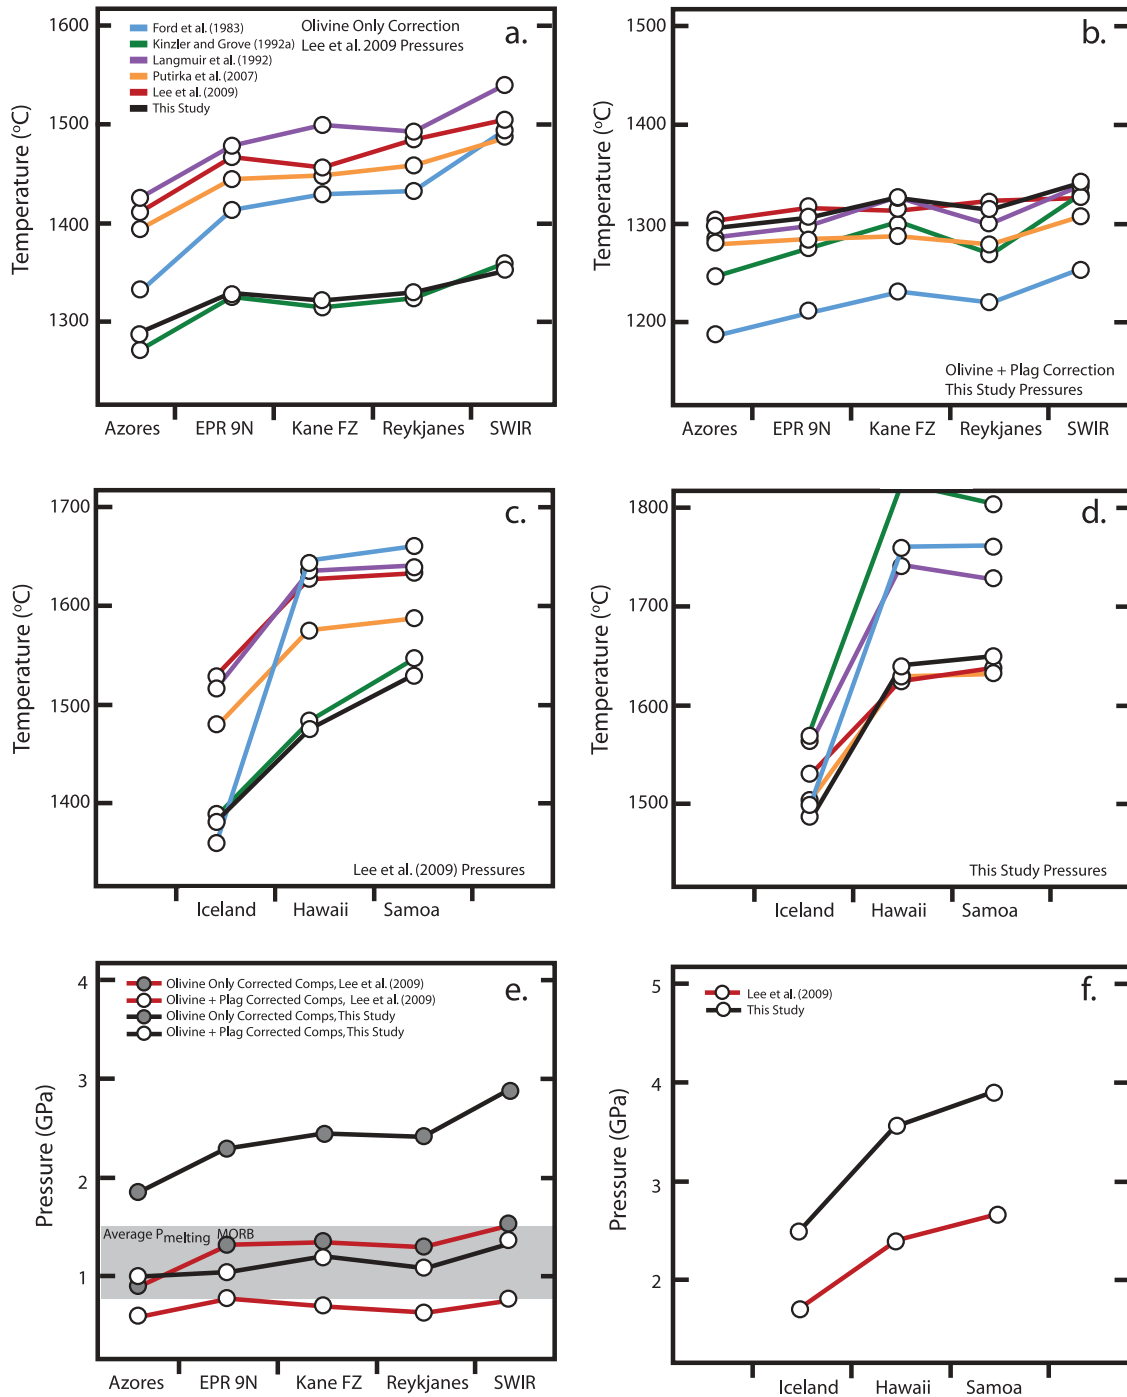 a.
Olivine Only Correction
Lee et al. 2009 Pressures
Ford et al. (1983)
Kinzler and Grove (1992a)
Langmuir et al. (1992)
Putirka et al. (2007)
Lee et al. (2009)
This Study
Temperature (°C)
1600
1500
1400
1300
Azores EPR 9N Kane FZ Reykjanes SWIR
b.
Temperature (°C)
1500
1400
1300
1200
Olivine + Plag Correction
This Study Pressures
Azores EPR 9N Kane FZ Reykjanes SWIR
c.
Temperature (°C)
1700
1600
1500
1400
Lee et al. (2009) Pressures
Iceland Hawaii Samoa
d.
Temperature (°C)
1800
1700
1600
1500
This Study Pressures
Iceland Hawaii Samoa
e.
Olivine Only Corrected Comps, Lee et al. (2009)
Olivine + Plag Corrected Comps, Lee et al. (2009)
Olivine Only Corrected Comps, This Study
Olivine + Plag Corrected Comps, This Study
Pressure (GPa)
4
3
2
1
Average Pmelting MORB
Azores EPR 9N Kane FZ Reykjanes SWIR
f.
Lee et al. (2009)
This Study
Pressure (GPa)
5
4
3
2
Iceland Hawaii Samoa